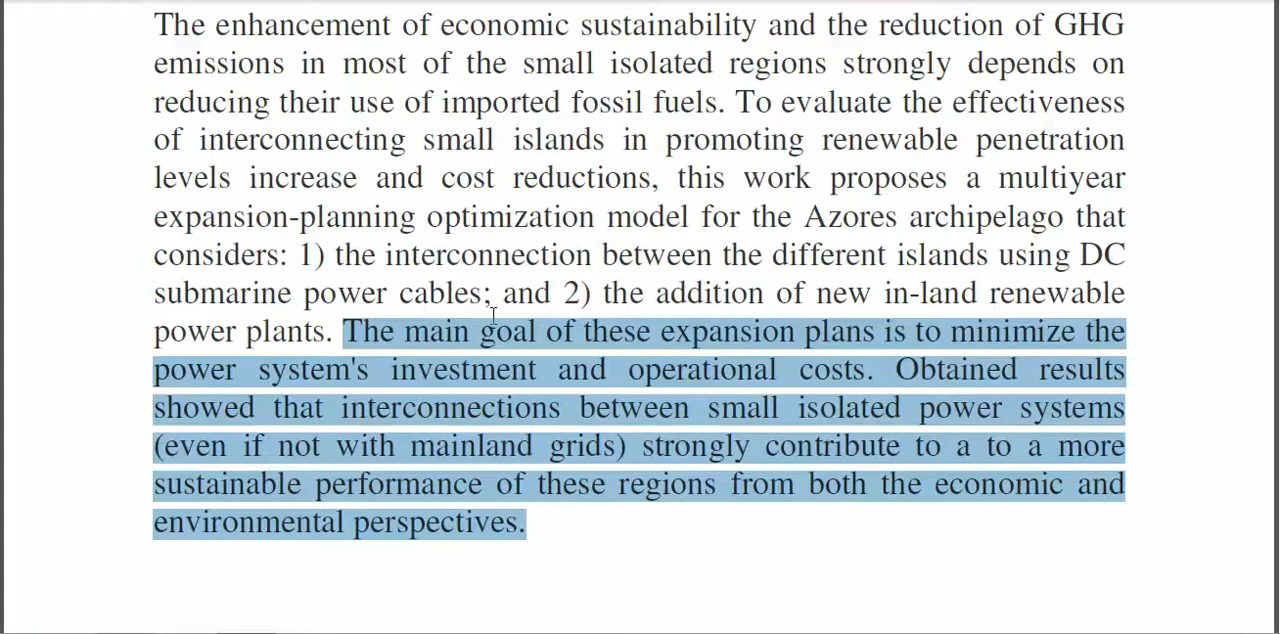 The enhancement of economic sustainability and the reduction of GHG
emissions in most of the small isolated regions strongly depends on
reducing their use of imported fossil fuels. To evaluate the effectiveness
of interconnecting small islands in promoting renewable penetration
levels increase and cost reductions, this work proposes a multiyear
expansion-planning optimization model for the Azores archipelago that
considers: 1) the interconnection between the different islands using DC
submarine power cables; and 2) the addition of new in-land renewable
power plants. The main goal of these expansion plans is to minimize the
power system's investment and operational costs. Obtained results
showed that interconnections between small isolated power systems
(even if not with mainland grids) strongly contribute to a to a more
sustainable performance of these regions from both the economic and
environmental perspectives.